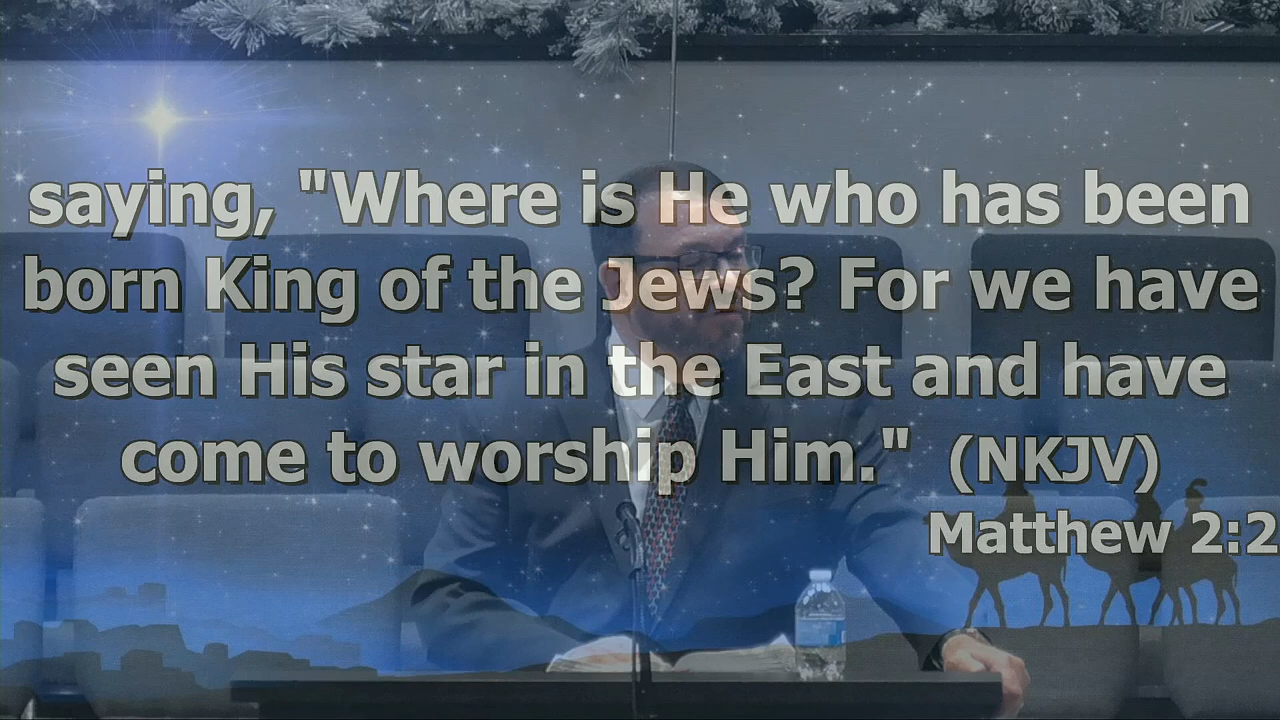 saying, "Where is He who has been
born King of the Jews? For we have
seen His star in the East and have
come to worship Him." (NKJV)
Matthew 2:2